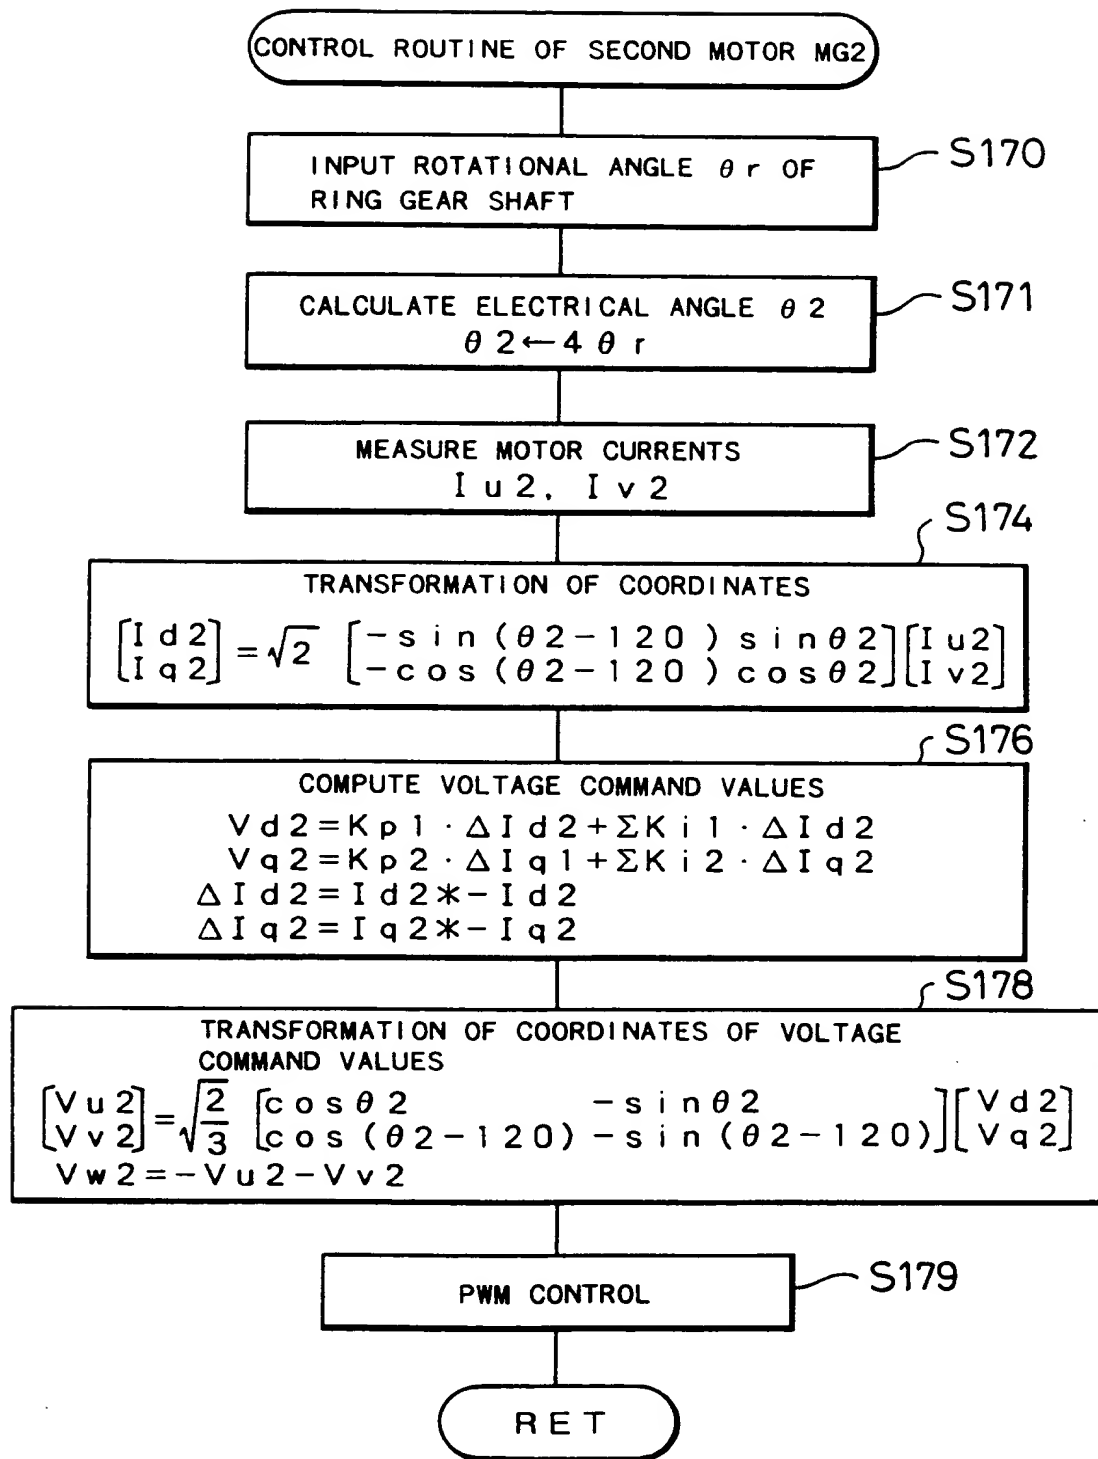 CONTROL ROUTINE OF SECOND MOTOR MG2
S170
INPUT ROTATIONAL ANGLE θr OF
RING GEAR SHAFT
S171
CALCULATE ELECTRICAL ANGLE θ2
θ2←4θr
S172
MEASURE MOTOR CURRENTS
Iu2, Iv2
S174
TRANSFORMATION OF COORDINATES
[Id2] = √2 [-sin(θ2-120) sinθ2][Iu2]
[Iq2] [-cos(θ2-120) cosθ2][Iv2]
S176
COMPUTE VOLTAGE COMMAND VALUES
Vd2=Kp1·ΔId2+ΣKi1·ΔId2
Vq2=Kp2·ΔIq1+ΣKi2·ΔIq2
ΔId2=Id2*-Id2
ΔIq2=Iq2*-Iq2
S178
TRANSFORMATION OF COORDINATES OF VOLTAGE
COMMAND VALUES
[Vu2] = √2/3 [cosθ2 -sinθ2][Vd2]
[Vv2] [cos(θ2-120) -sin(θ2-120)][Vq2]
Vw2=-Vu2-Vv2
S179
PWM CONTROL
RET